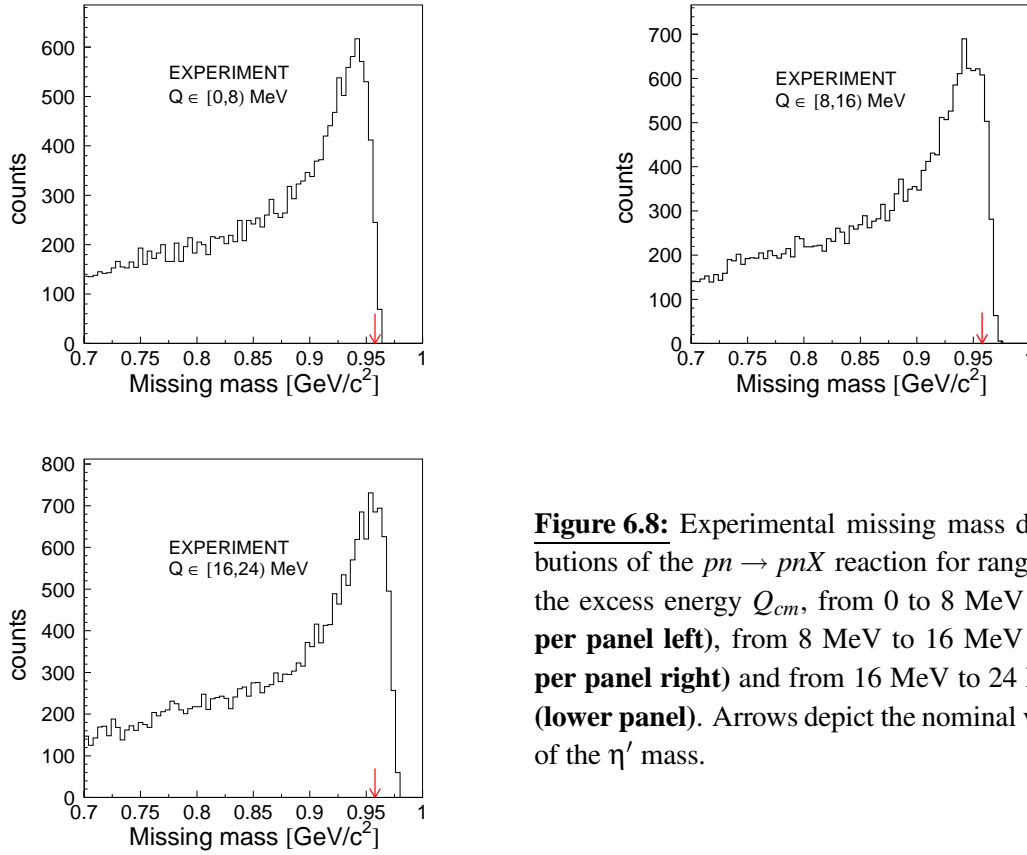 600
500
400
300
200
100
0
counts
EXPERIMENT
Q ∈ [0,8) MeV
0.7 0.75 0.8 0.85 0.9 0.95 1
Missing mass [GeV/c²]
700
600
500
400
300
200
100
0
counts
EXPERIMENT
Q ∈ [8,16) MeV
0.7 0.75 0.8 0.85 0.9 0.95 1
Missing mass [GeV/c²]
800
700
600
500
400
300
200
100
0
counts
EXPERIMENT
Q ∈ [16,24) MeV
0.7 0.75 0.8 0.85 0.9 0.95 1
Missing mass [GeV/c²]
Figure 6.8: Experimental missing mass d
butions of the pn → pnX reaction for rang
the excess energy Qcm, from 0 to 8 MeV
per panel left), from 8 MeV to 16 MeV
per panel right) and from 16 MeV to 24
(lower panel). Arrows depict the nominal
of the η′ mass.